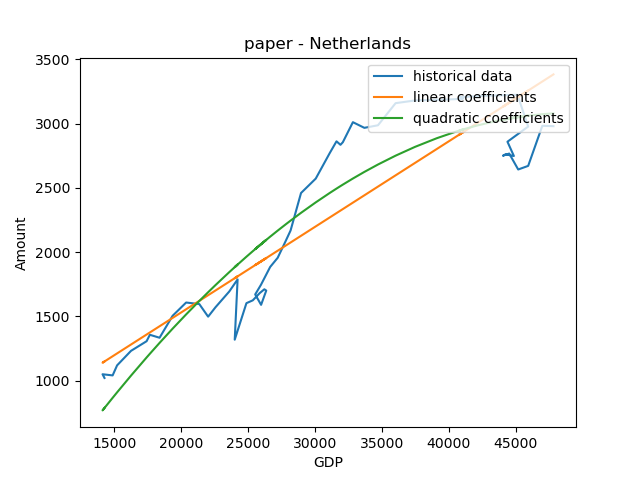 paper - Netherlands
historical data
linear coefficients
quadratic coefficients
3500
3000
2500
2000
1500
1000
Amount
15000 20000 25000 30000 35000 40000 45000
GDP